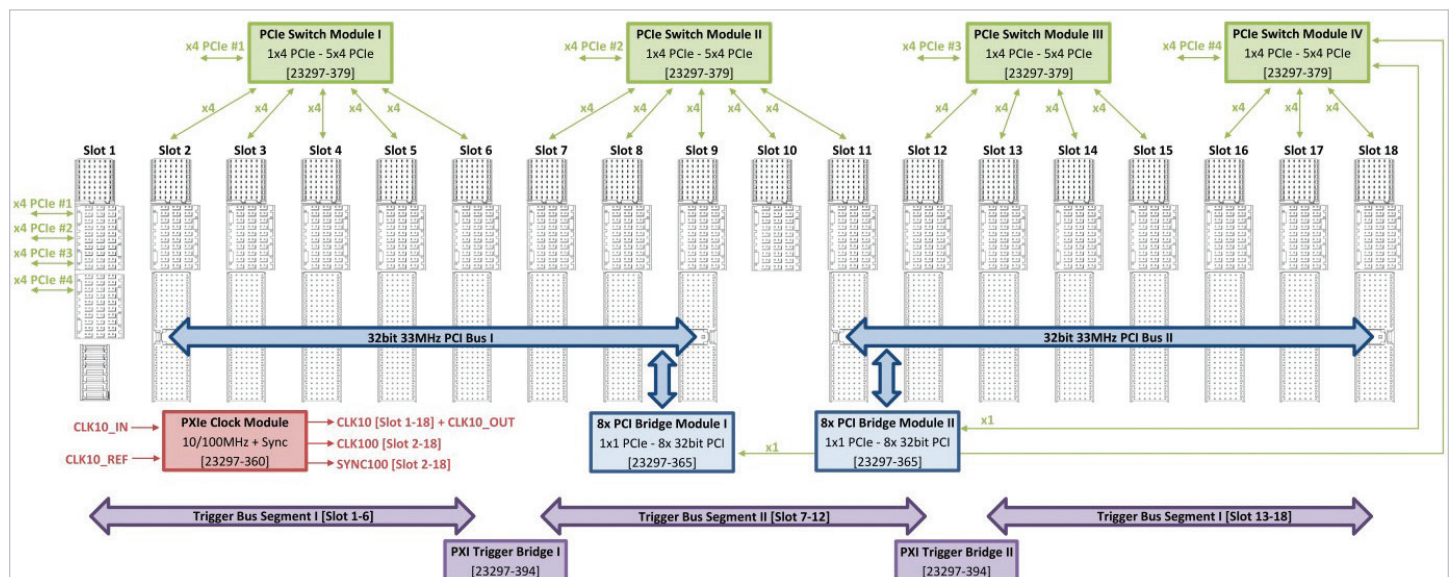 PCIe Switch Module I
1x4 PCIe - 5x4 PCIe
[23297-379]
PCIe Switch Module II
1x4 PCIe - 5x4 PCIe
[23297-379]
PCIe Switch Module III
1x4 PCIe - 5x4 PCIe
[23297-379]
PCIe Switch Module IV
1x4 PCIe - 5x4 PCIe
[23297-379]
x4 PCIe #1
x4 PCIe #2
x4 PCIe #3
x4 PCIe #4
x4 x4 x4 x4 x4
x4 x4 x4 x4 x4
x4 x4 x4 x4
x4 x4 x4
Slot 1 Slot 2 Slot 3 Slot 4 Slot 5 Slot 6 Slot 7 Slot 8 Slot 9 Slot 10 Slot 11 Slot 12 Slot 13 Slot 14 Slot 15 Slot 16 Slot 17 Slot 18
x4 PCIe #1
x4 PCIe #2
x4 PCIe #3
x4 PCIe #4
32bit 33MHz PCI Bus I
32bit 33MHz PCI Bus II
CLK10_IN
CLK10_REF
PXIe Clock Module
10/100MHz + Sync
[23297-360]
CLK10 [Slot 1-18] + CLK10_OUT
CLK100 [Slot 2-18]
SYNC100 [Slot 2-18]
8x PCI Bridge Module I
1x1 PCIe - 8x 32bit PCI
[23297-365]
x1
8x PCI Bridge Module II
1x1 PCIe - 8x 32bit PCI
[23297-365]
x1
Trigger Bus Segment I [Slot 1-6]
Trigger Bus Segment II [Slot 7-12]
Trigger Bus Segment I [Slot 13-18]
PXI Trigger Bridge I
[23297-394]
PXI Trigger Bridge II
[23297-394]